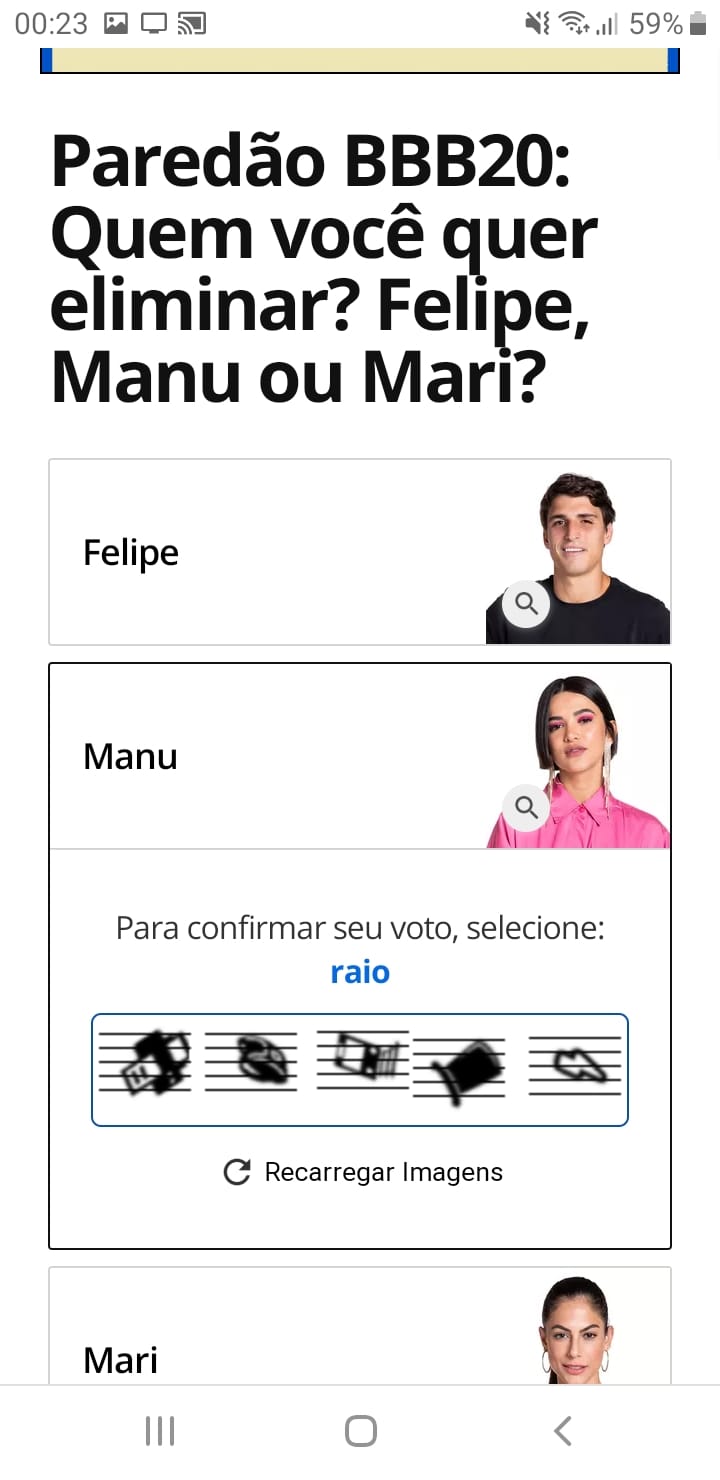 00:23
59%
Paredão BBB20:
Quem você quer
eliminar? Felipe,
Manu ou Mari?
Felipe
Manu
Para confirmar seu voto, selecione:
raio
Recarregar Imagens
Mari